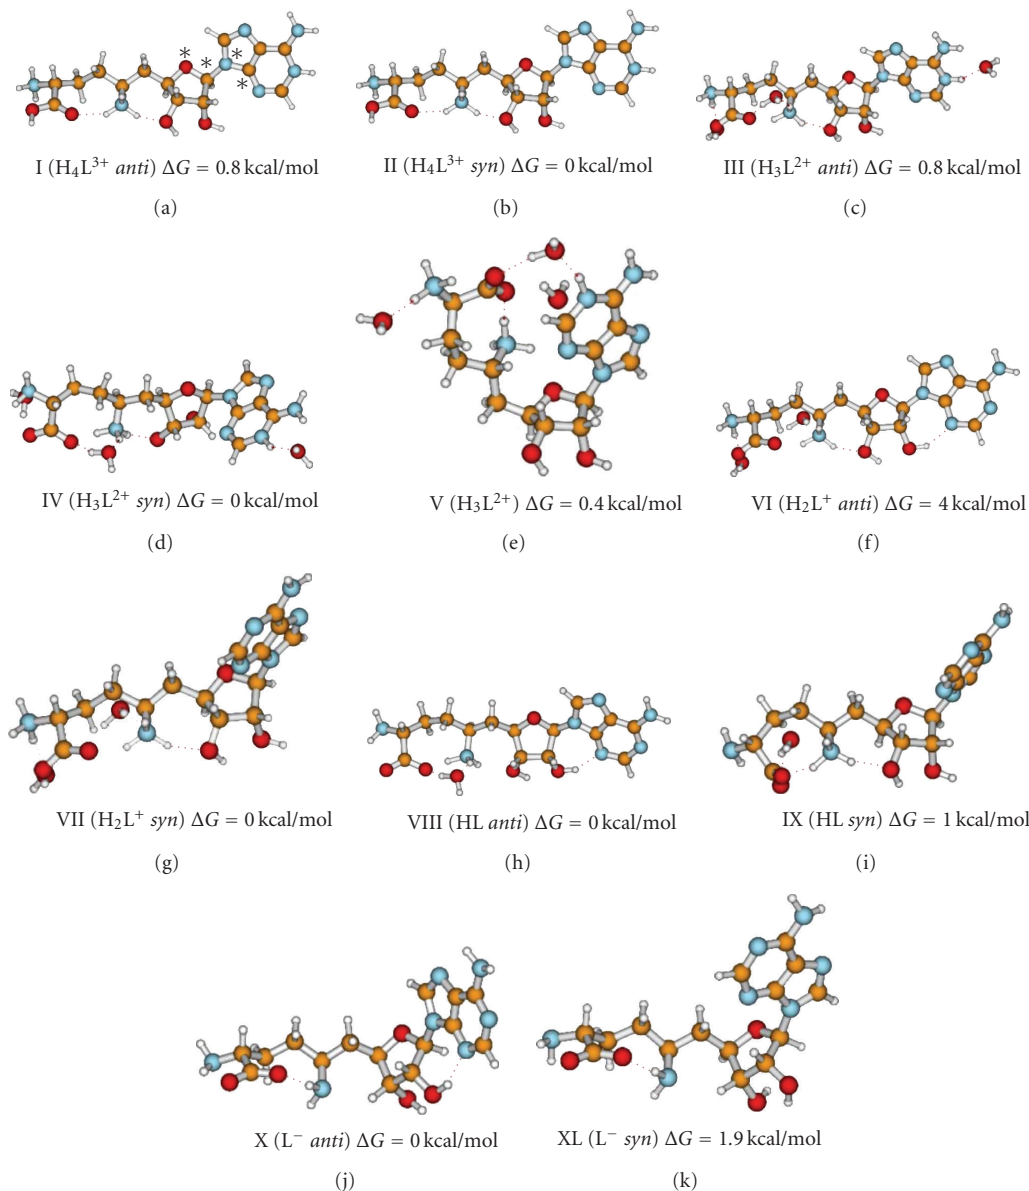 * * * *
I (H₄L³⁺ anti) ΔG = 0.8 kcal/mol
II (H₄L³⁺ syn) ΔG = 0 kcal/mol
III (H₃L²⁺ anti) ΔG = 0.8 kcal/mol
(a)
(b)
(c)
IV (H₃L²⁺ syn) ΔG = 0 kcal/mol
V (H₃L²⁺) ΔG = 0.4 kcal/mol
VI (H₂L⁺ anti) ΔG = 4 kcal/mol
(d)
(e)
(f)
VII (H₂L⁺ syn) ΔG = 0 kcal/mol
VIII (HL anti) ΔG = 0 kcal/mol
IX (HL syn) ΔG = 1 kcal/mol
(g)
(h)
(i)
X (L⁻ anti) ΔG = 0 kcal/mol
XL (L⁻ syn) ΔG = 1.9 kcal/mol
(j)
(k)